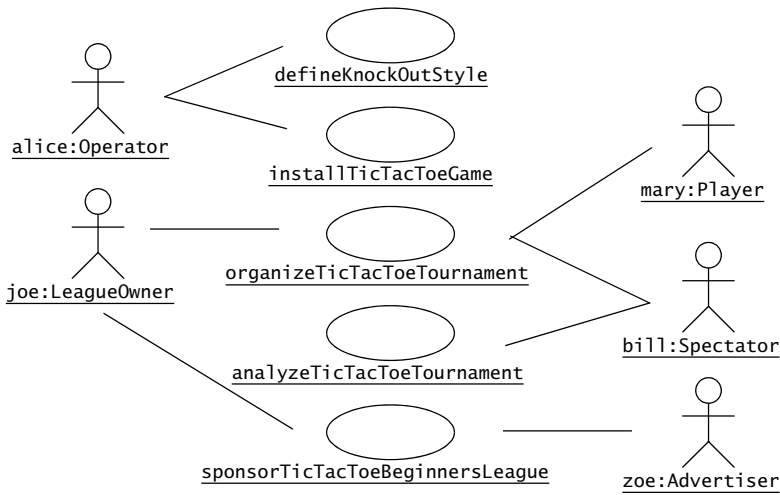 defineKnockOutStyle
alice:Operator
installTicTacToeGame
mary:Player
organizeTicTacToeTournament
joe:LeagueOwner
bill:Spectator
analyzeTicTacToeTournament
sponsorTicTacToeBeginnersLeague
zoe:Advertiser